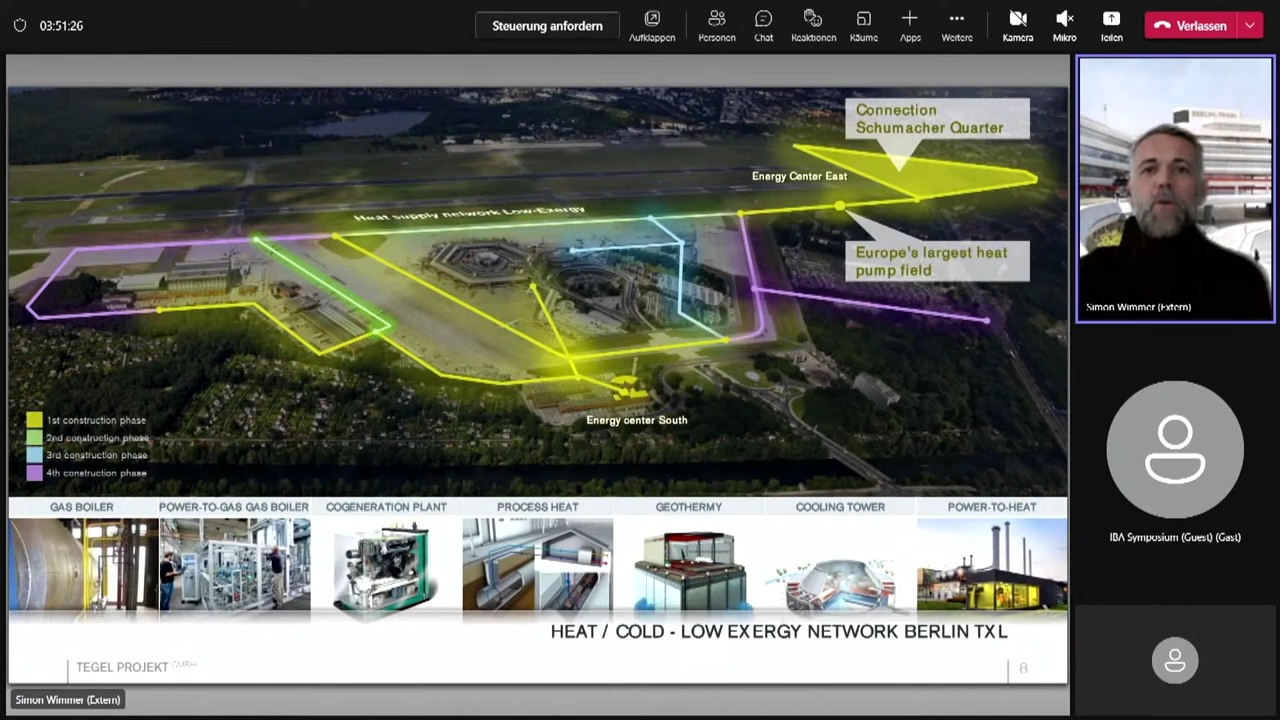 03:51:26
Steuerung anfordern
Aufklappen
Personen
Chat
Reaktionen
Räume
Apps
Weitere
Kamera
Mikro
Teilen
Verlassen
Connection
Schumacher Quarter
Energy Center East
Heat supply network Low-Exergy
Europe's largest heat
pump field
Energy center South
1st construction phase
2nd construction phase
3rd construction phase
4th construction phase
GAS BOILER
POWER-TO-GAS GAS BOILER
COGENERATION PLANT
PROCESS HEAT
GEOTHERMY
COOLING TOWER
POWER-TO-HEAT
HEAT / COLD - LOW EXERGY NETWORK BERLIN TXL
TEGEL PROJEKT GMBH
8
Simon Wimmer (Extern)
Simon Wimmer (Extern)
IBA Symposium (Guest) (Gast)